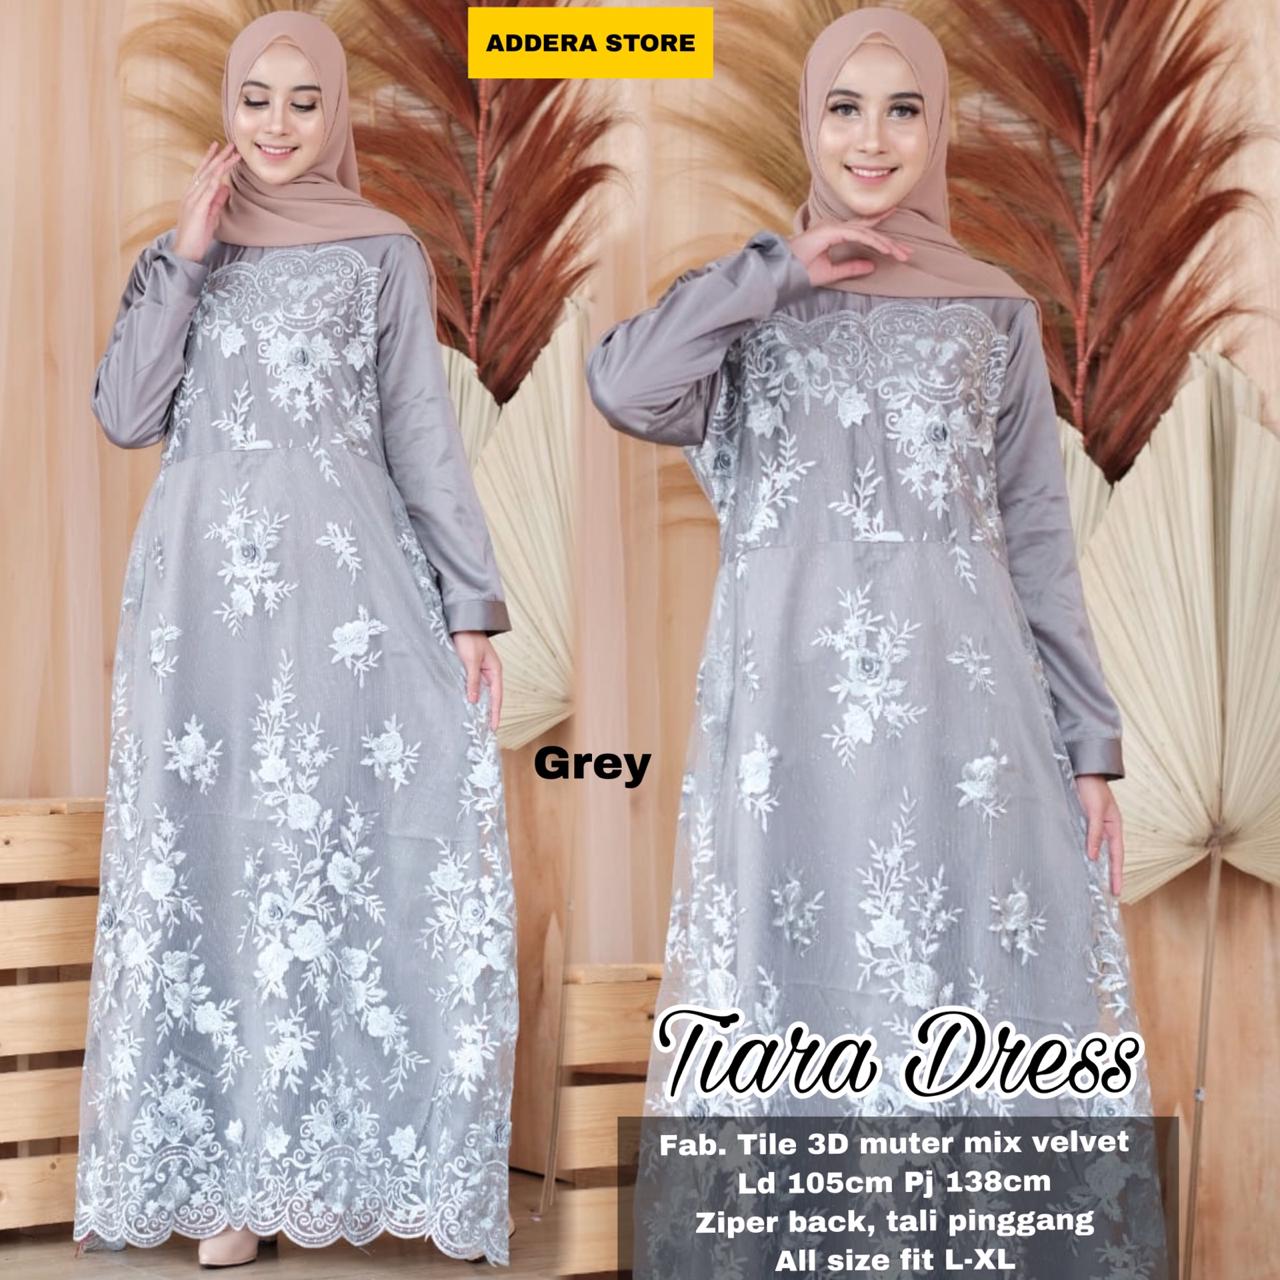 ADDERA STORE
Grey
Tiara Dress
Fab. Tile 3D muter mix velvet
Ld 105cm Pj 138cm
Ziper back, tali pinggang
All size fit L-XL